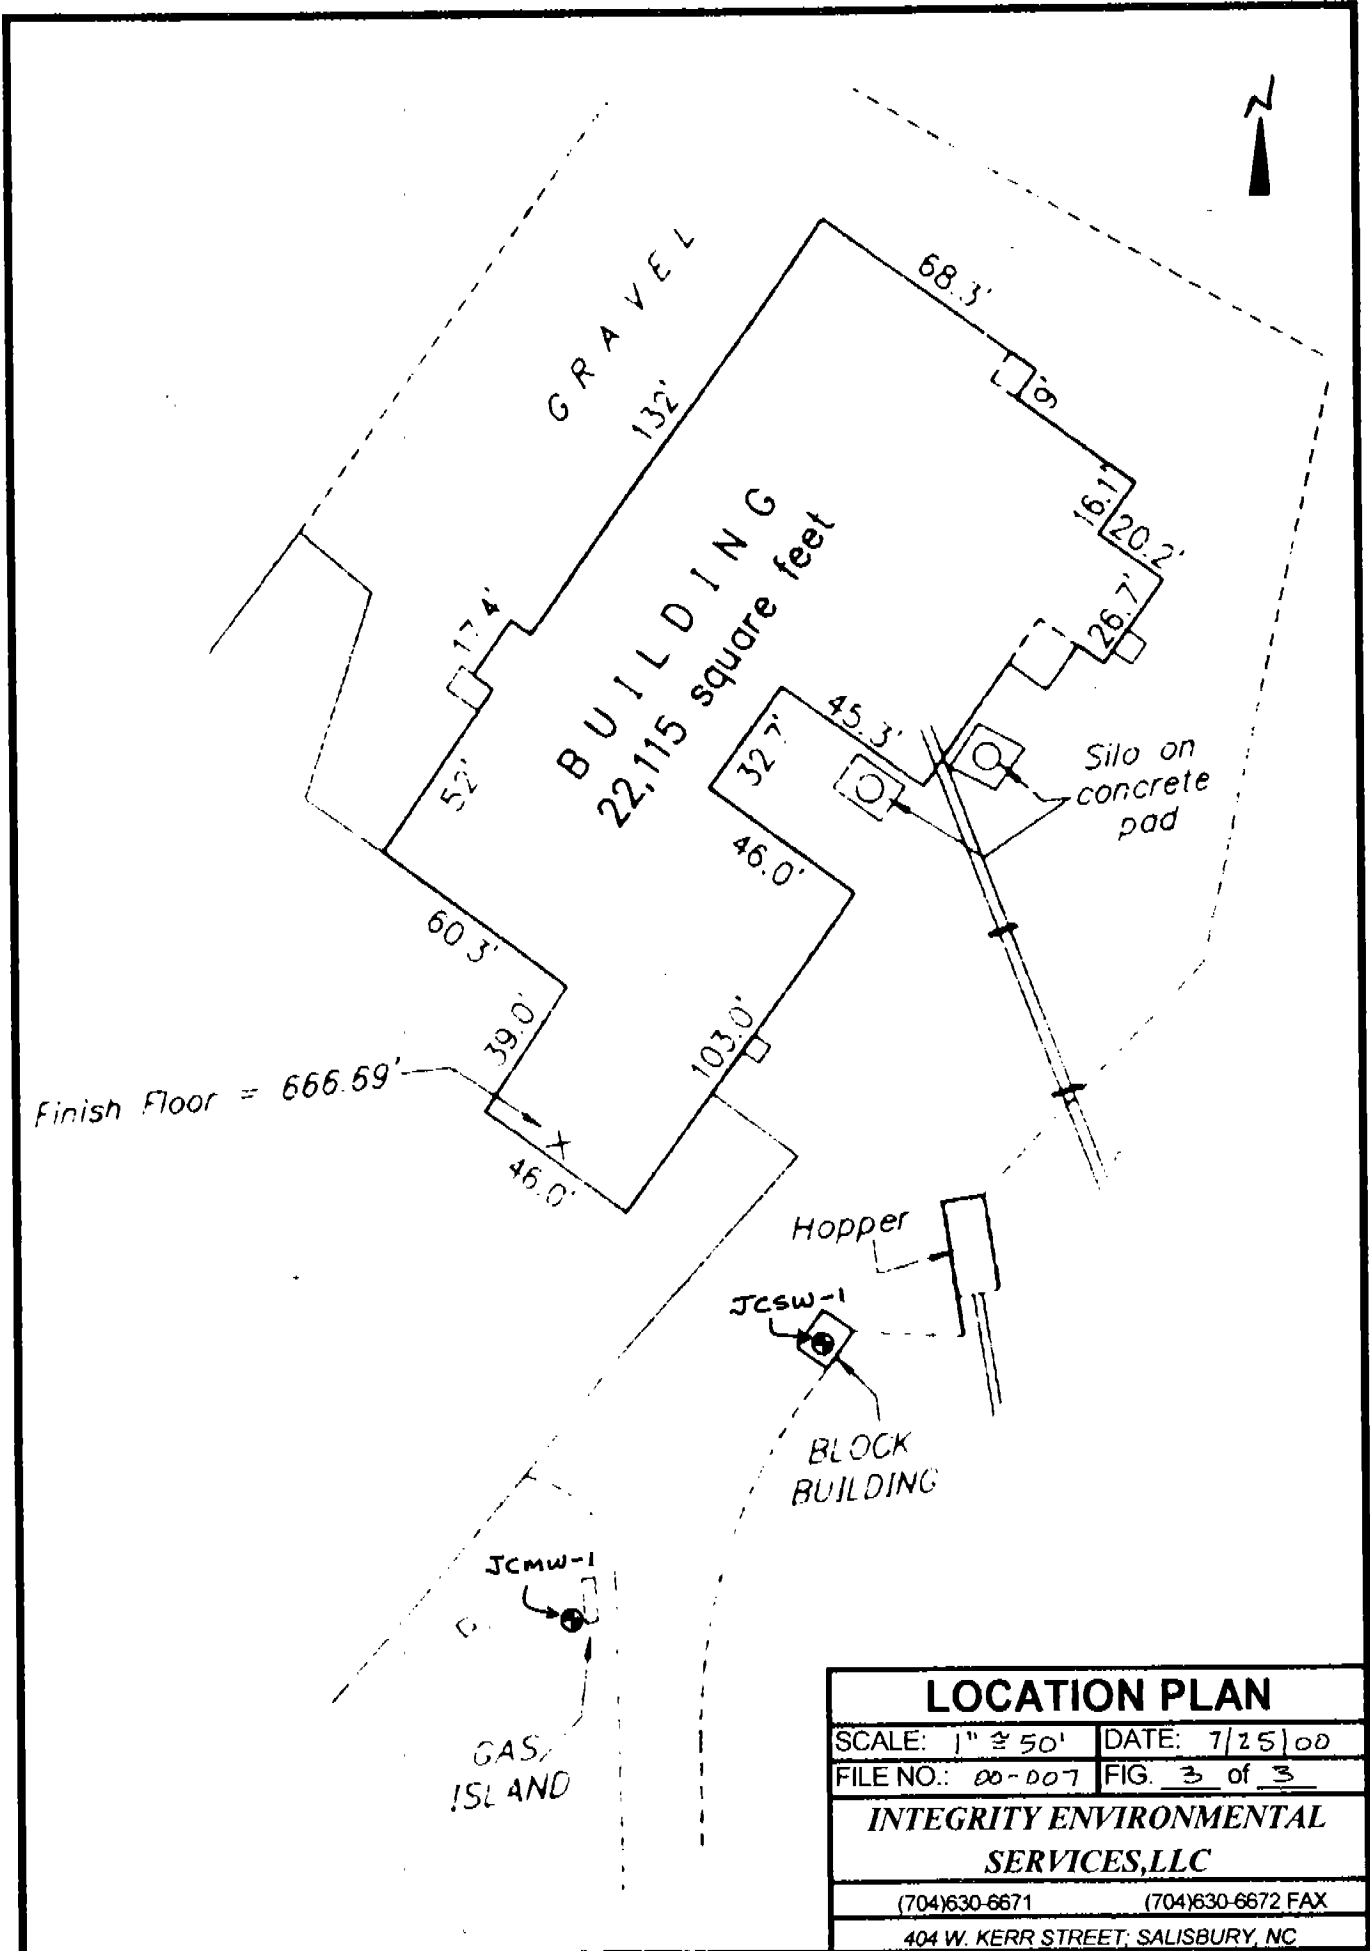 N
68.3'
GRAVEL
132'
9'
16.1'
20.2'
26.7'
17.4'
BUILDING
22,115 square feet
45.3'
32.7'
52'
Silo on
concrete
pad
46.0'
60.3'
39.0'
103.0'
Finish Floor = 666.69'
X
46.0'
Hopper
JCSW-1
BLOCK
BUILDING
JCMW-1
GAS
ISLAND
LOCATION PLAN
SCALE: 1" ≅ 50' DATE: 7/25/00
FILE NO.: 00-007 FIG. 3 of 3
INTEGRITY ENVIRONMENTAL
SERVICES,LLC
(704)630-6671 (704)630-6672 FAX
404 W. KERR STREET; SALISBURY, NC